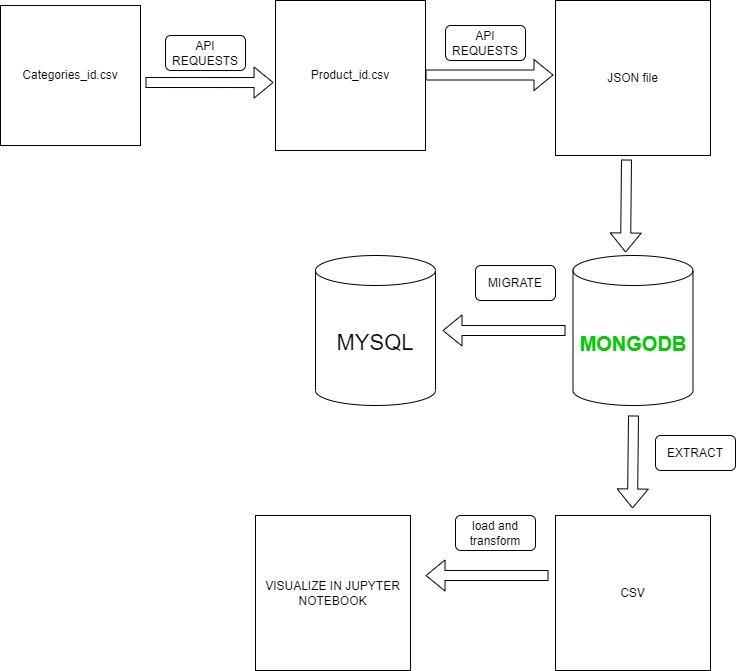 API
REQUESTS
API
REQUESTS
Categories_id.csv
Product_id.csv
JSON file
MIGRATE
MYSQL
MONGODB
EXTRACT
load and
transform
VISUALIZE IN JUPYTER
NOTEBOOK
CSV